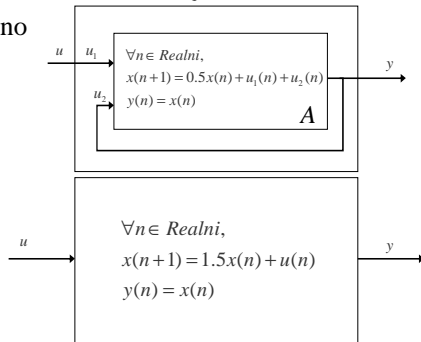 no
u u₁
∀n ∈ Realni,
x(n+1) = 0.5x(n) + u₁(n) + u₂(n)
y
u₂
y(n) = x(n)
A
∀n ∈ Realni,
u
x(n+1) = 1.5x(n) + u(n)
y
y(n) = x(n)